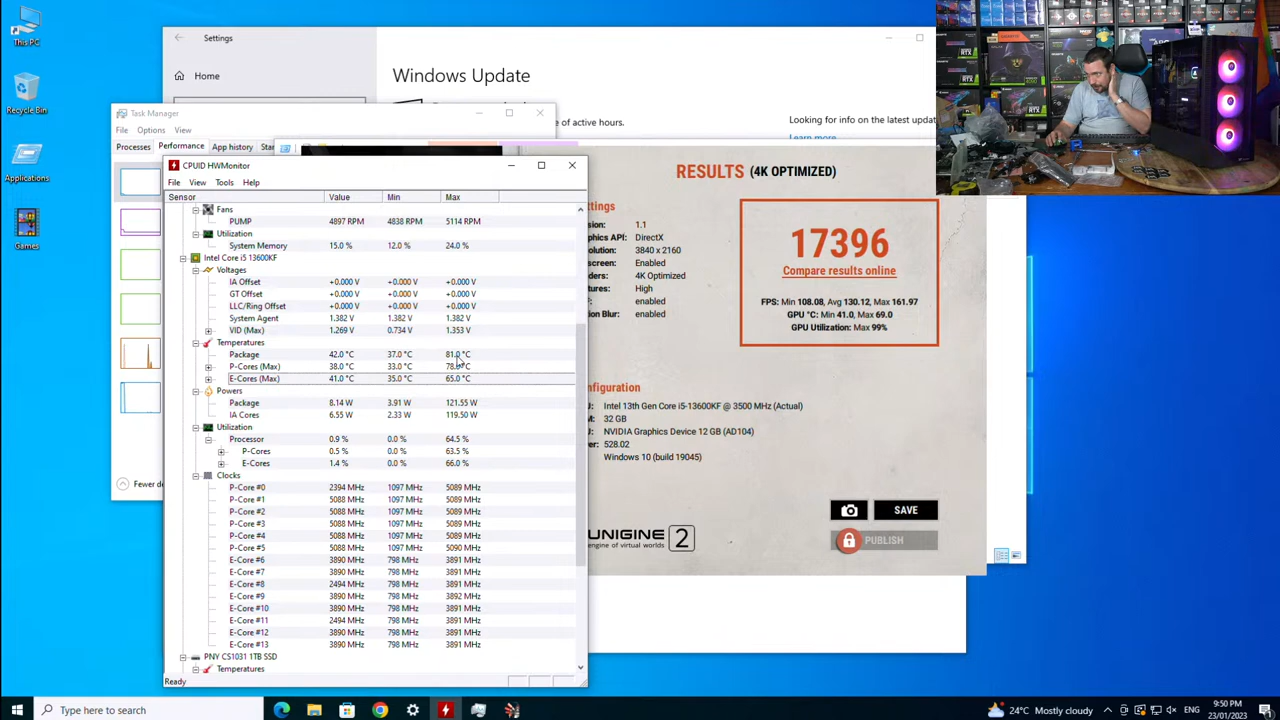 This PC
Recycle Bin
Applications
Games
Settings
Home
Windows Update
of active hours.
Looking for info on the latest
Learn more
Task Manager
File Options View
Processes Performance App history
Fewer
CPUID HWMonitor
File View Tools Help
Sensor Value Min Max
Fans
PUMP 4897 RPM 4838 RPM 5114 RPM
Utilization
System Memory 15.0 % 12.0 % 24.0 %
Intel Core i5 13600KF
Voltages
IA Offset +0.000 V +0.000 V +0.000 V
GT Offset +0.000 V +0.000 V +0.000 V
LLC/Ring Offset +0.000 V +0.000 V +0.000 V
System Agent 1.382 V 1.382 V 1.382 V
VID (Max) 1.269 V 0.734 V 1.353 V
Temperatures
Package 42.0 °C 37.0 °C 81.0 °C
P-Cores (Max) 38.0 °C 33.0 °C 78.0 °C
E-Cores (Max) 41.0 °C 35.0 °C 65.0 °C
Powers
Package 8.14 W 3.91 W 121.55 W
IA Cores 6.55 W 2.33 W 119.50 W
Utilization
Processor 0.9 % 0.0 % 64.5 %
P-Cores 0.5 % 0.0 % 63.5 %
E-Cores 1.4 % 0.0 % 66.0 %
Clocks
P-Core #0 2394 MHz 1097 MHz 5089 MHz
P-Core #1 5088 MHz 1097 MHz 5089 MHz
P-Core #2 5088 MHz 1097 MHz 5089 MHz
P-Core #3 5088 MHz 1097 MHz 5089 MHz
P-Core #4 5088 MHz 1097 MHz 5089 MHz
P-Core #5 5088 MHz 1097 MHz 5090 MHz
E-Core #6 3890 MHz 798 MHz 3891 MHz
E-Core #7 3890 MHz 798 MHz 3891 MHz
E-Core #8 2494 MHz 798 MHz 3891 MHz
E-Core #9 3890 MHz 798 MHz 3892 MHz
E-Core #10 3890 MHz 798 MHz 3891 MHz
E-Core #11 2494 MHz 798 MHz 3891 MHz
E-Core #12 3890 MHz 798 MHz 3891 MHz
E-Core #13 3890 MHz 798 MHz 3891 MHz
PNY CS1031 1TB SSD
Temperatures
Ready
RESULTS (4K OPTIMIZED)
1.1
DirectX
3840 x 2160
Enabled
4K Optimized
High
enabled
Blur: enabled
17396
Compare results online
FPS: Min 108.08, Avg 130.12, Max 161.97
GPU °C: Min 41.0, Max 69.0
GPU Utilization: Max 99%
Intel 13th Gen Core i5-13600KF @ 3500 MHz (Actual)
32 GB
NVIDIA Graphics Device 12 GB (AD104)
528.02
Windows 10 (build 19045)
SAVE
PUBLISH
UNIGINE 2
engine of virtual worlds
Type here to search
24°C Mostly cloudy
ENG
9:50 PM
23/01/2023